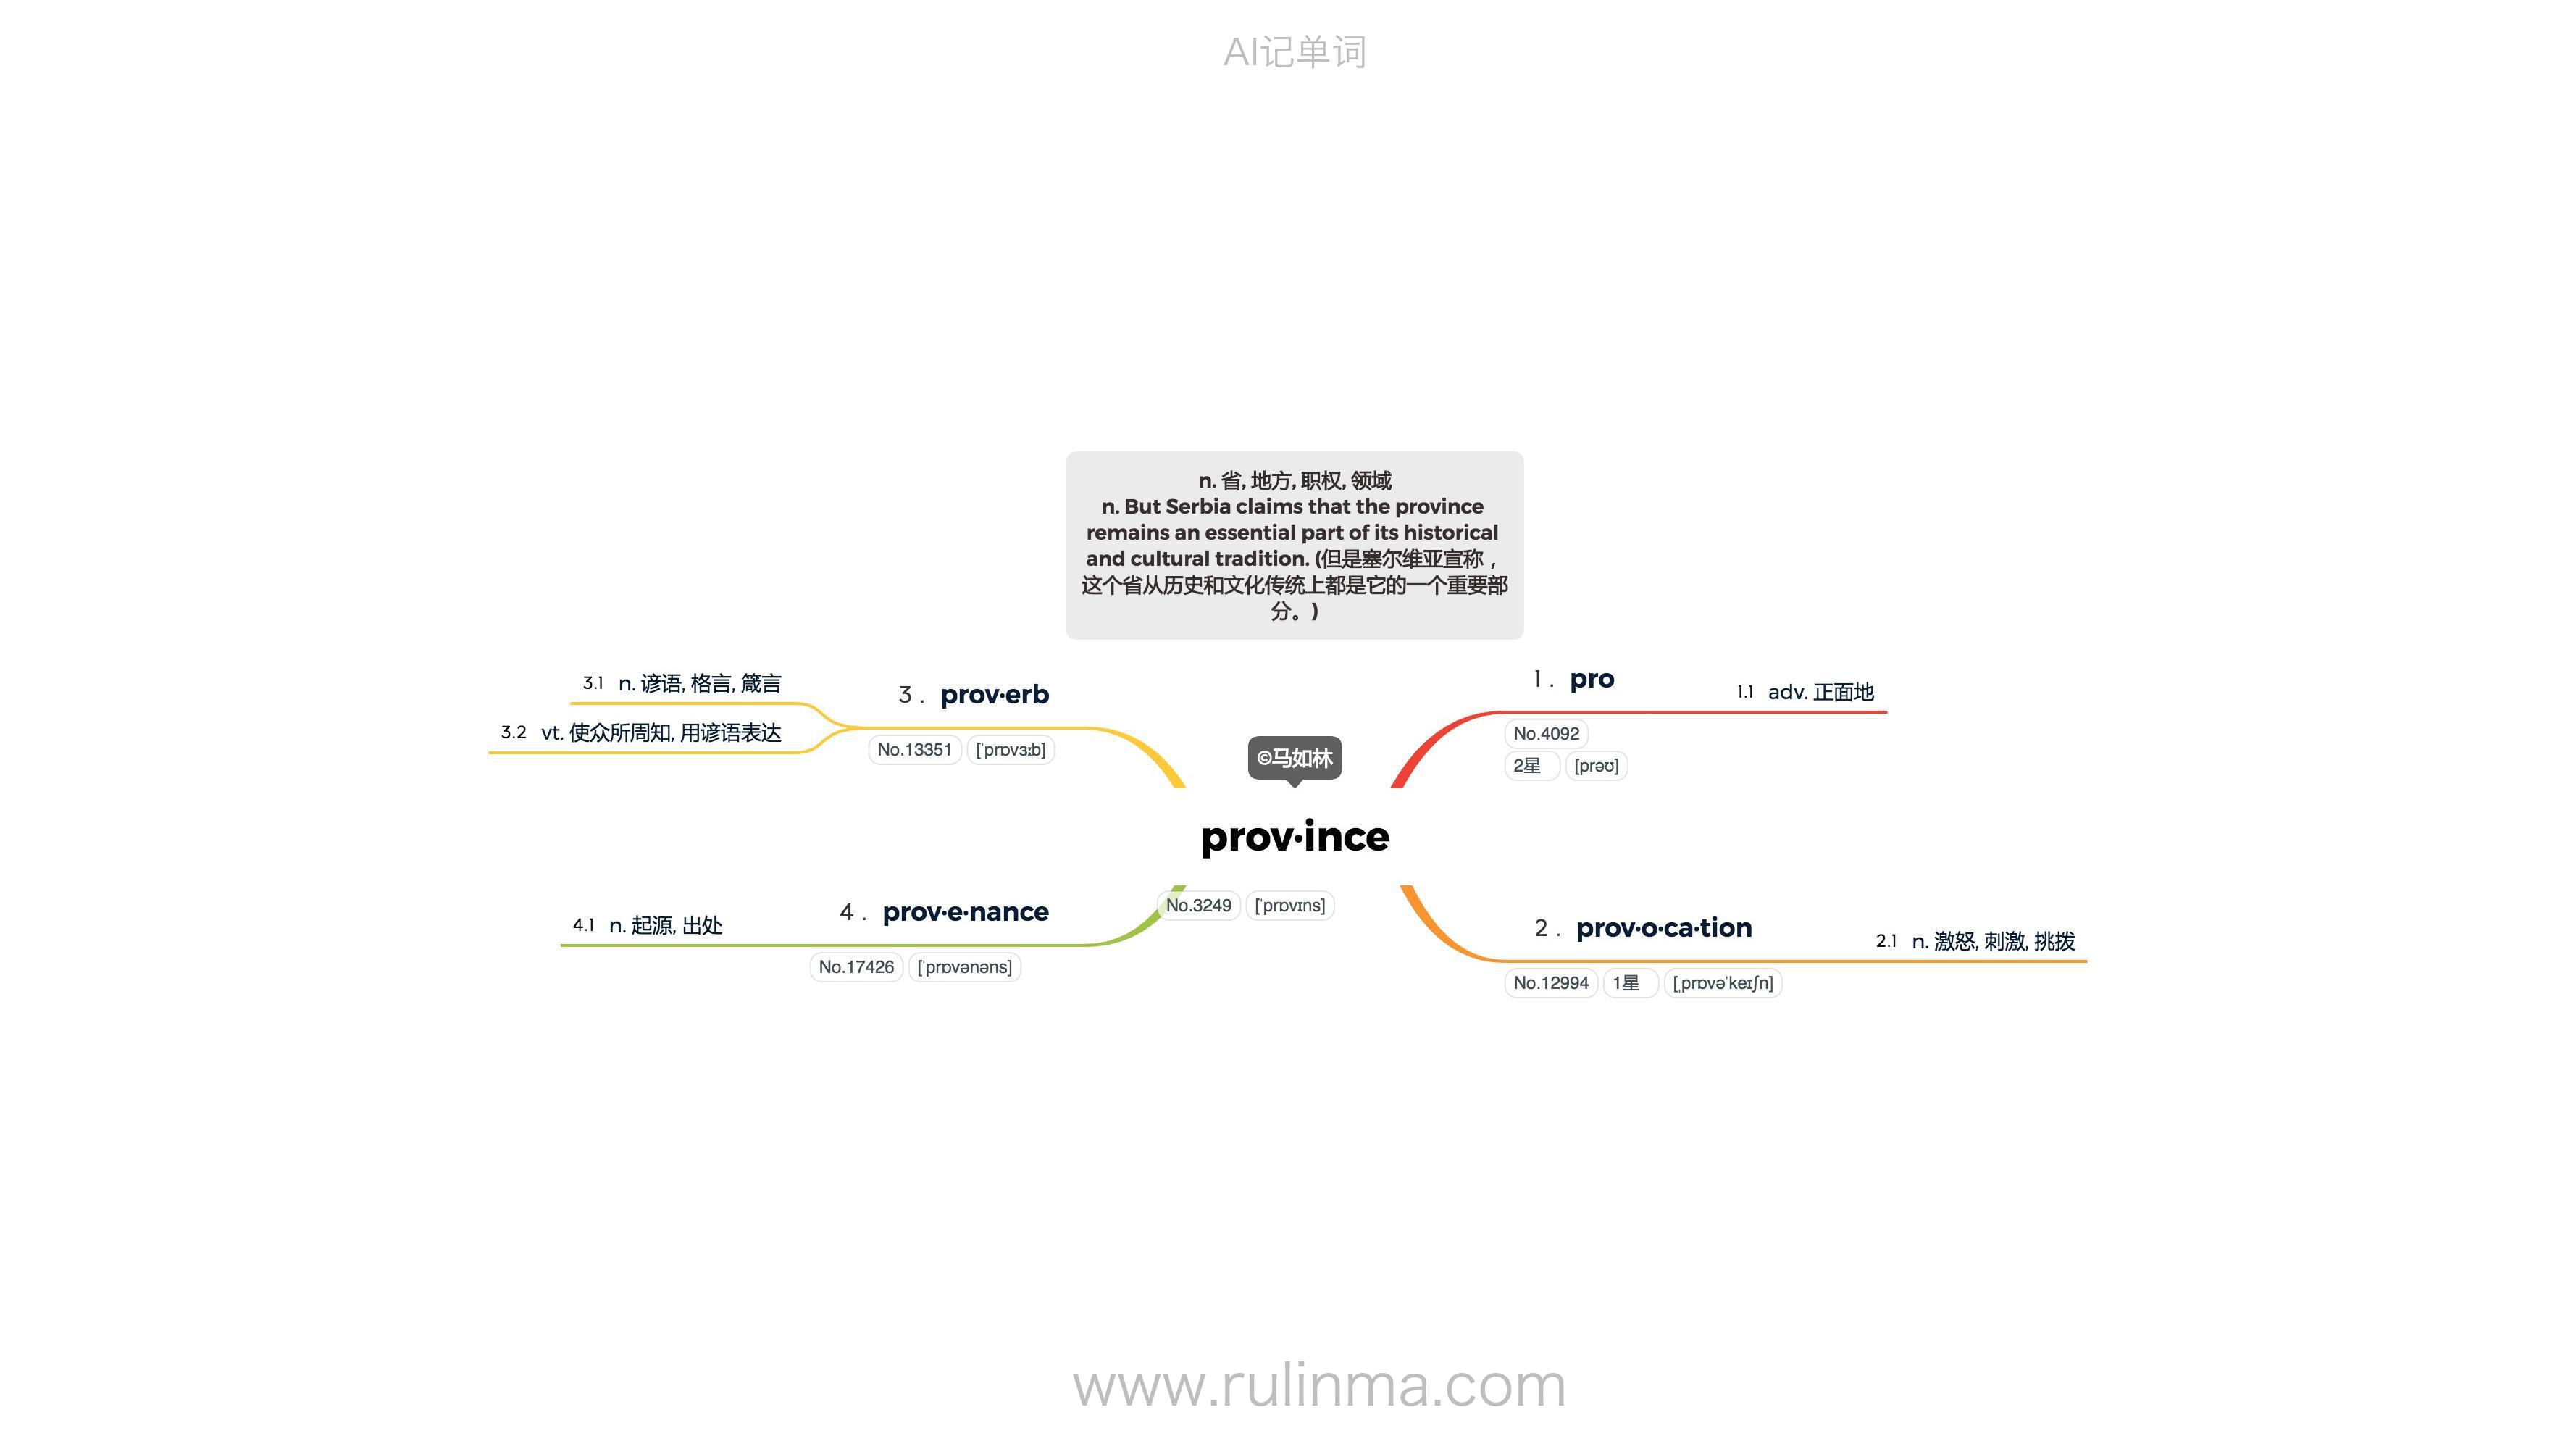 AI记单词
n. 省, 地方, 职权, 领域
n. But Serbia claims that the province
remains an essential part of its historical
and cultural tradition. (但是塞尔维亚宣称，
这个省从历史和文化传统上都是它的一个重要部
分。)
3.1 n. 谚语, 格言, 箴言
3.2 vt. 使众所周知, 用谚语表达
3 . prov·erb
No.13351 [ˈprɒvɜːb]
1 . pro
1.1 adv. 正面地
No.4092
2星 [prəʊ]
©马如林
prov·ince
No.3249 [ˈprɒvɪns]
4.1 n. 起源, 出处
4 . prov·e·nance
No.17426 [ˈprɒvənəns]
2 . prov·o·ca·tion
2.1 n. 激怒, 刺激, 挑拨
No.12994 1星 [ˌprɒvəˈkeɪʃn]
www.rulinma.com